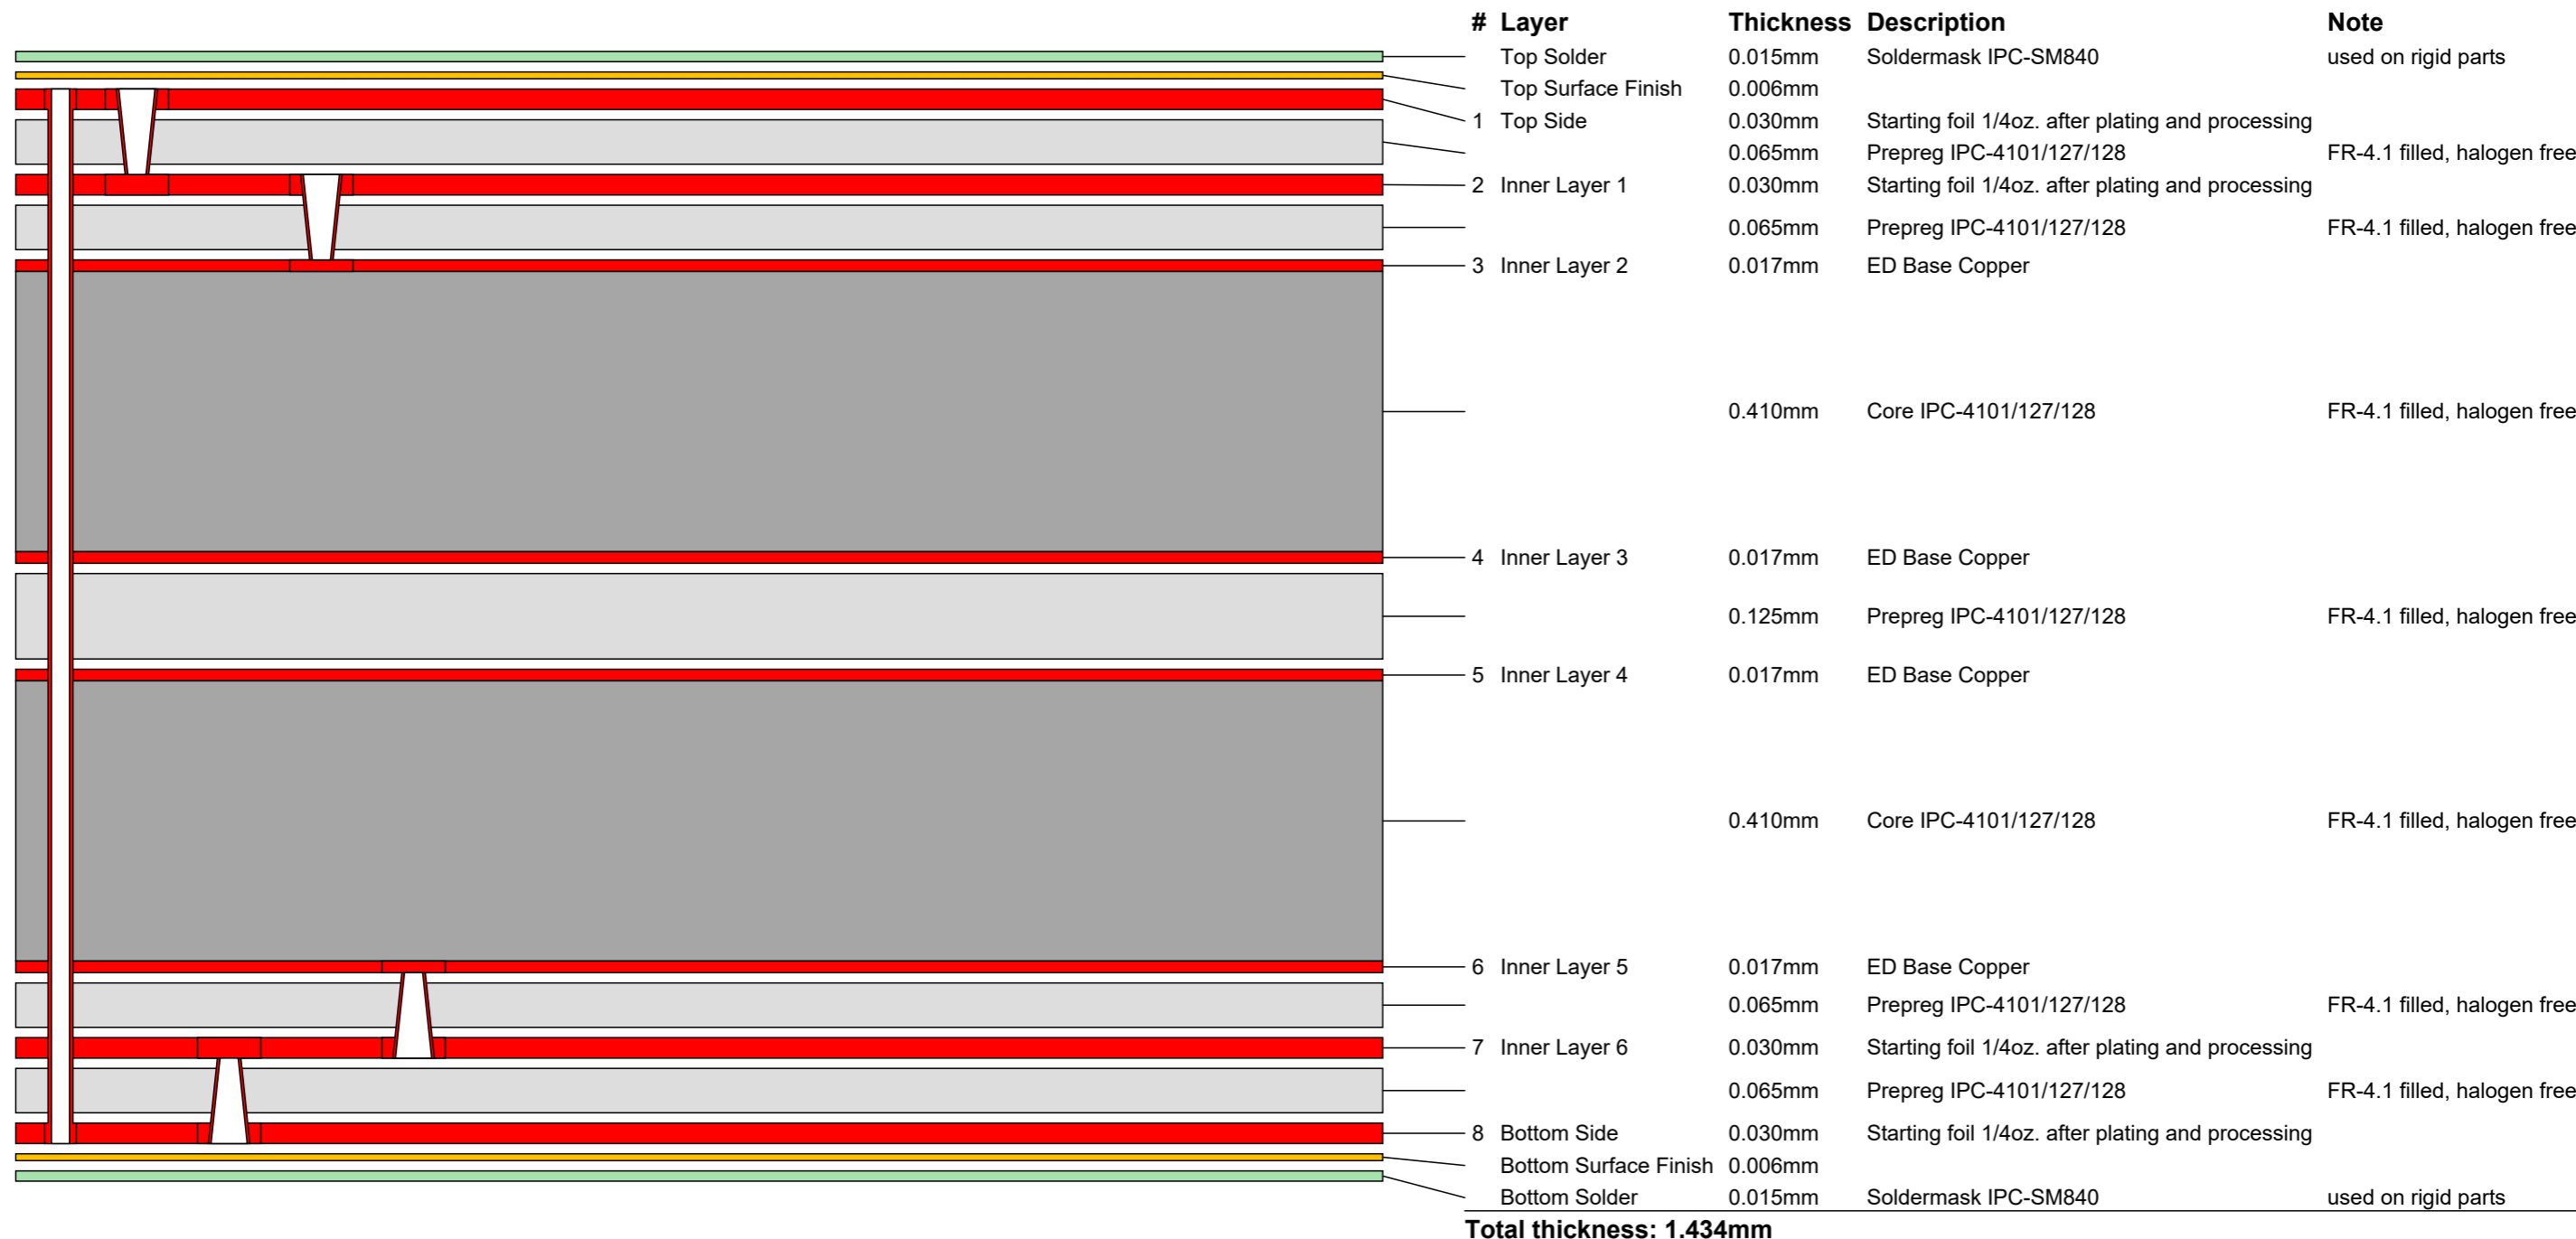 # Layer Thickness Description Note
Top Solder 0.015mm Soldermask IPC-SM840 used on rigid parts
Top Surface Finish 0.006mm
1 Top Side 0.030mm Starting foil 1/4oz. after plating and processing
0.065mm Prepreg IPC-4101/127/128 FR-4.1 filled, halogen free
2 Inner Layer 1 0.030mm Starting foil 1/4oz. after plating and processing
0.065mm Prepreg IPC-4101/127/128 FR-4.1 filled, halogen free
3 Inner Layer 2 0.017mm ED Base Copper
0.410mm Core IPC-4101/127/128 FR-4.1 filled, halogen free
4 Inner Layer 3 0.017mm ED Base Copper
0.125mm Prepreg IPC-4101/127/128 FR-4.1 filled, halogen free
5 Inner Layer 4 0.017mm ED Base Copper
0.410mm Core IPC-4101/127/128 FR-4.1 filled, halogen free
6 Inner Layer 5 0.017mm ED Base Copper
0.065mm Prepreg IPC-4101/127/128 FR-4.1 filled, halogen free
7 Inner Layer 6 0.030mm Starting foil 1/4oz. after plating and processing
0.065mm Prepreg IPC-4101/127/128 FR-4.1 filled, halogen free
8 Bottom Side 0.030mm Starting foil 1/4oz. after plating and processing
Bottom Surface Finish 0.006mm
Bottom Solder 0.015mm Soldermask IPC-SM840 used on rigid parts
Total thickness: 1.434mm